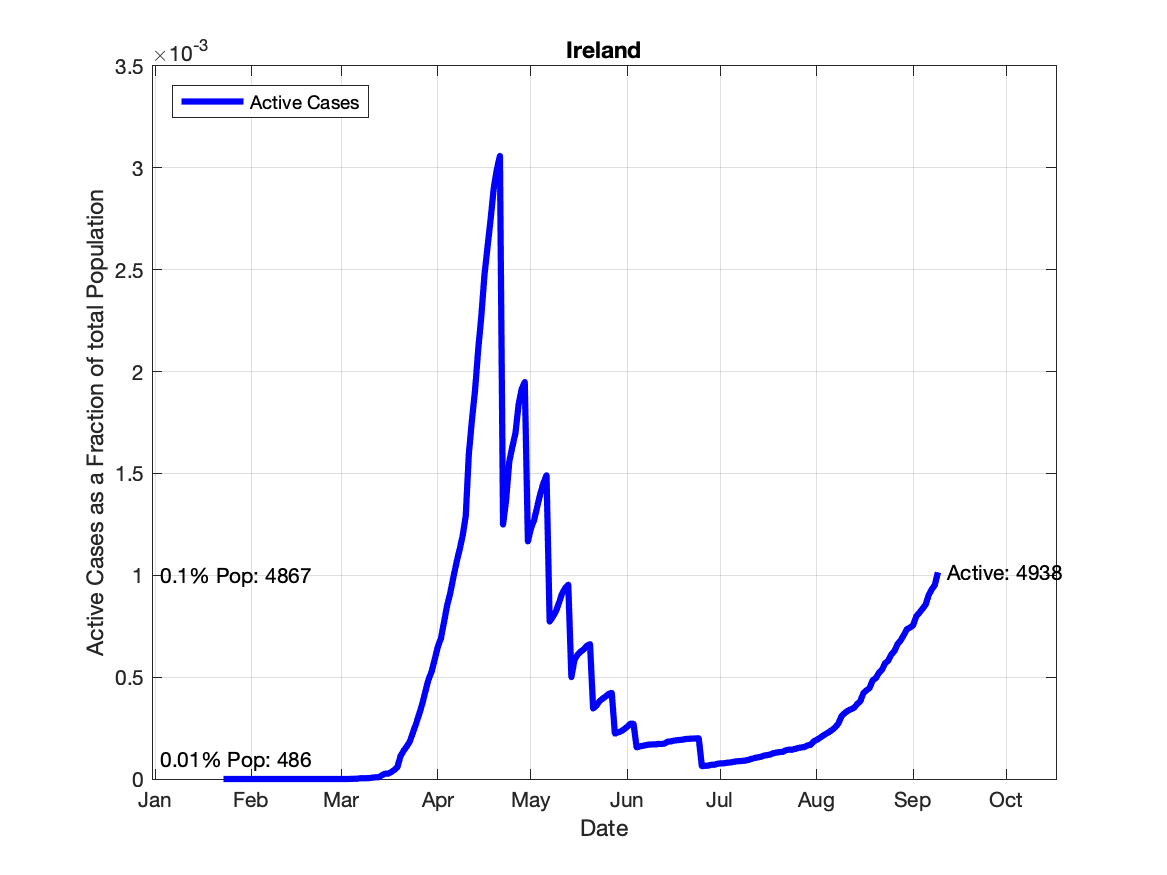 Ireland
×10-3
3.5
3
2.5
2
1.5
1
0.5
0
Active Cases as a Fraction of total Population
Active Cases
0.1% Pop: 4867
0.01% Pop: 486
Active: 4938
Jan Feb Mar Apr May Jun Jul Aug Sep Oct
Date